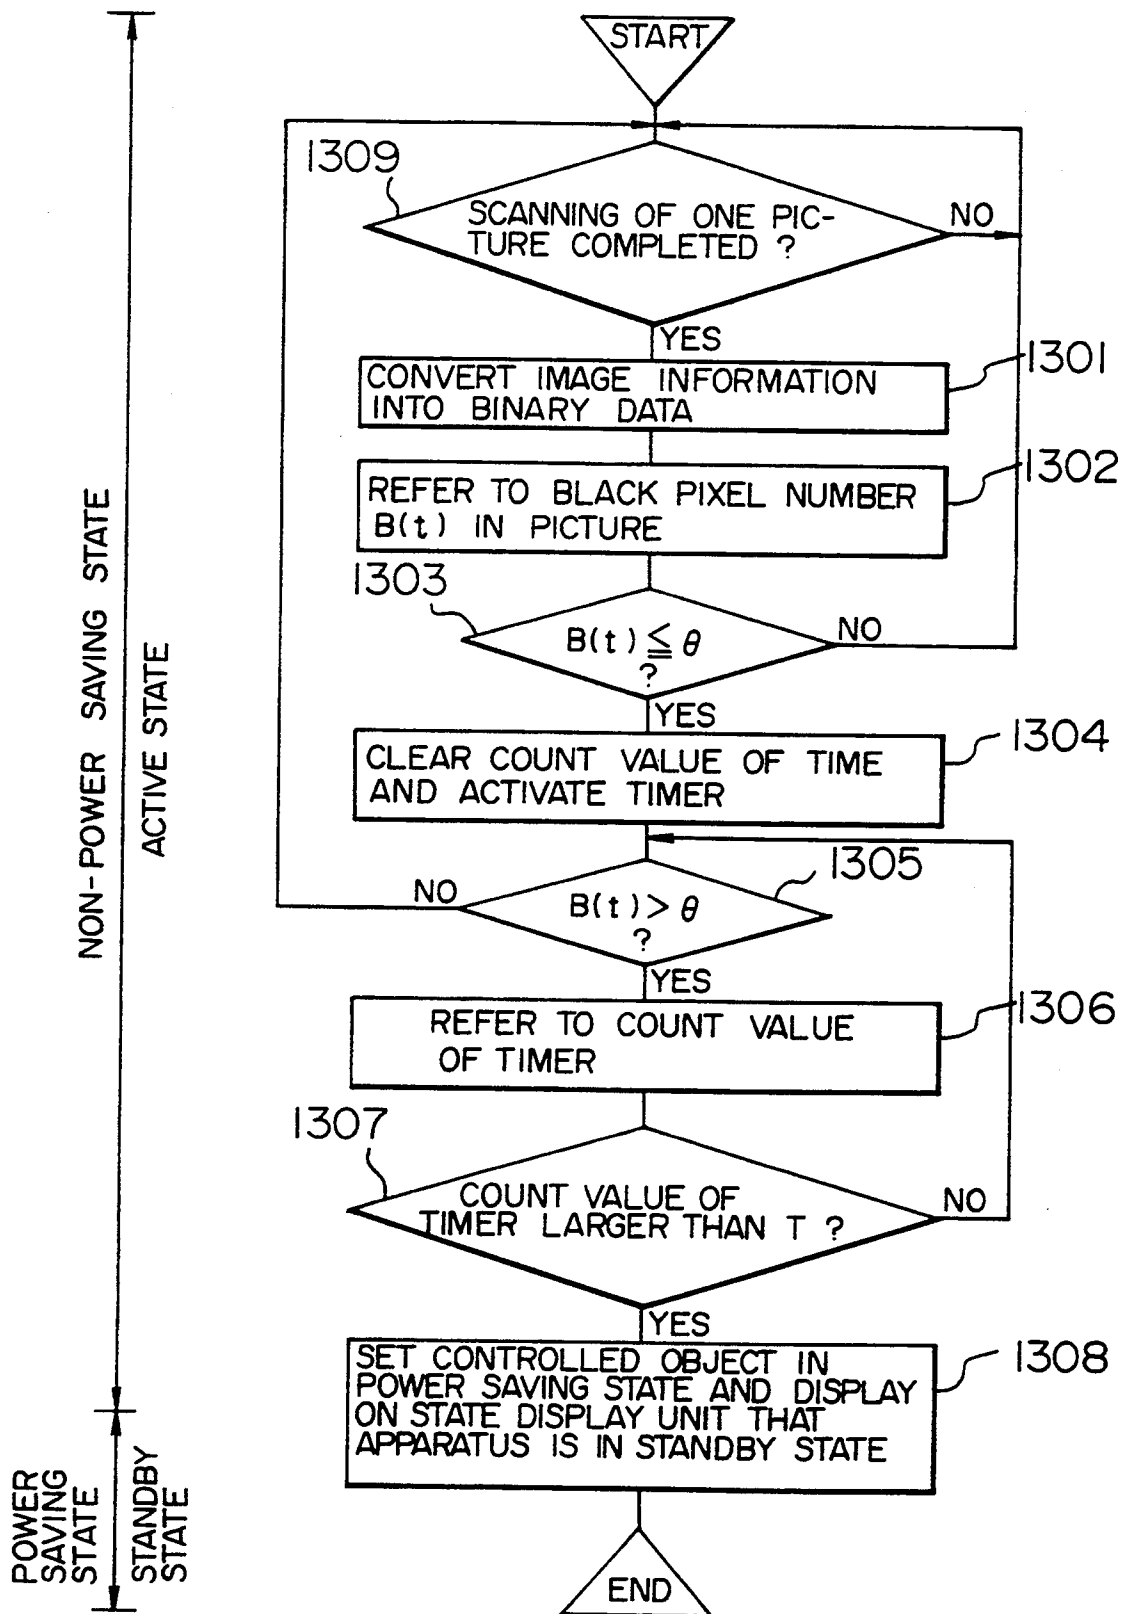 START
1309
SCANNING OF ONE PIC-
TURE COMPLETED ?
NO
YES
1301
CONVERT IMAGE INFORMATION
INTO BINARY DATA
1302
REFER TO BLACK PIXEL NUMBER
B(t) IN PICTURE
1303
B(t) ≦ θ
?
NO
YES
1304
CLEAR COUNT VALUE OF TIME
AND ACTIVATE TIMER
1305
NO
B(t) > θ
?
YES
1306
REFER TO COUNT VALUE
OF TIMER
1307
COUNT VALUE OF
TIMER LARGER THAN T ?
NO
YES
1308
SET CONTROLLED OBJECT IN
POWER SAVING STATE AND DISPLAY
ON STATE DISPLAY UNIT THAT
APPARATUS IS IN STANDBY STATE
END
NON-POWER SAVING STATE
ACTIVE STATE
POWER
SAVING
STATE
STANDBY
STATE